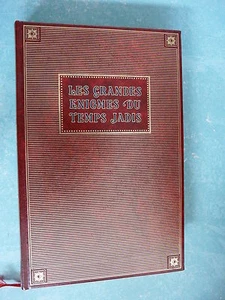 LES GRANDES
ENIGMES DU
TEMPS JADIS